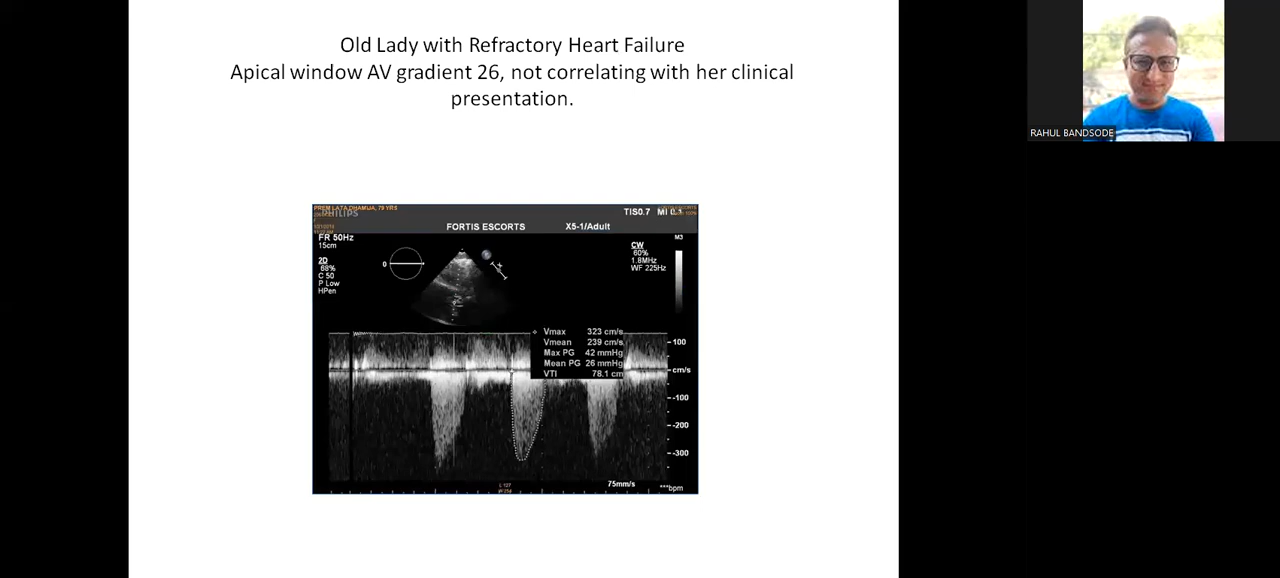 Old Lady with Refractory Heart Failure
Apical window AV gradient 26, not correlating with her clinical
presentation.
RAHUL BANDSODE
PREM LATA DHAMIJA, 79 YRS
PHILIPS
TIS0.7 MI 0.1
FORTIS ESCORTS X5-1/Adult
FR 50Hz
15cm
2D
68%
C 50
P Low
HPen
0
CW
60%
1.8MHz
WF 225Hz
M3
Vmax 323 cm/s
Vmean 239 cm/s
Max PG 42 mmHg
Mean PG 26 mmHg
VTI 78.1 cm
100
cm/s
-100
-200
-300
75mm/s
***bpm